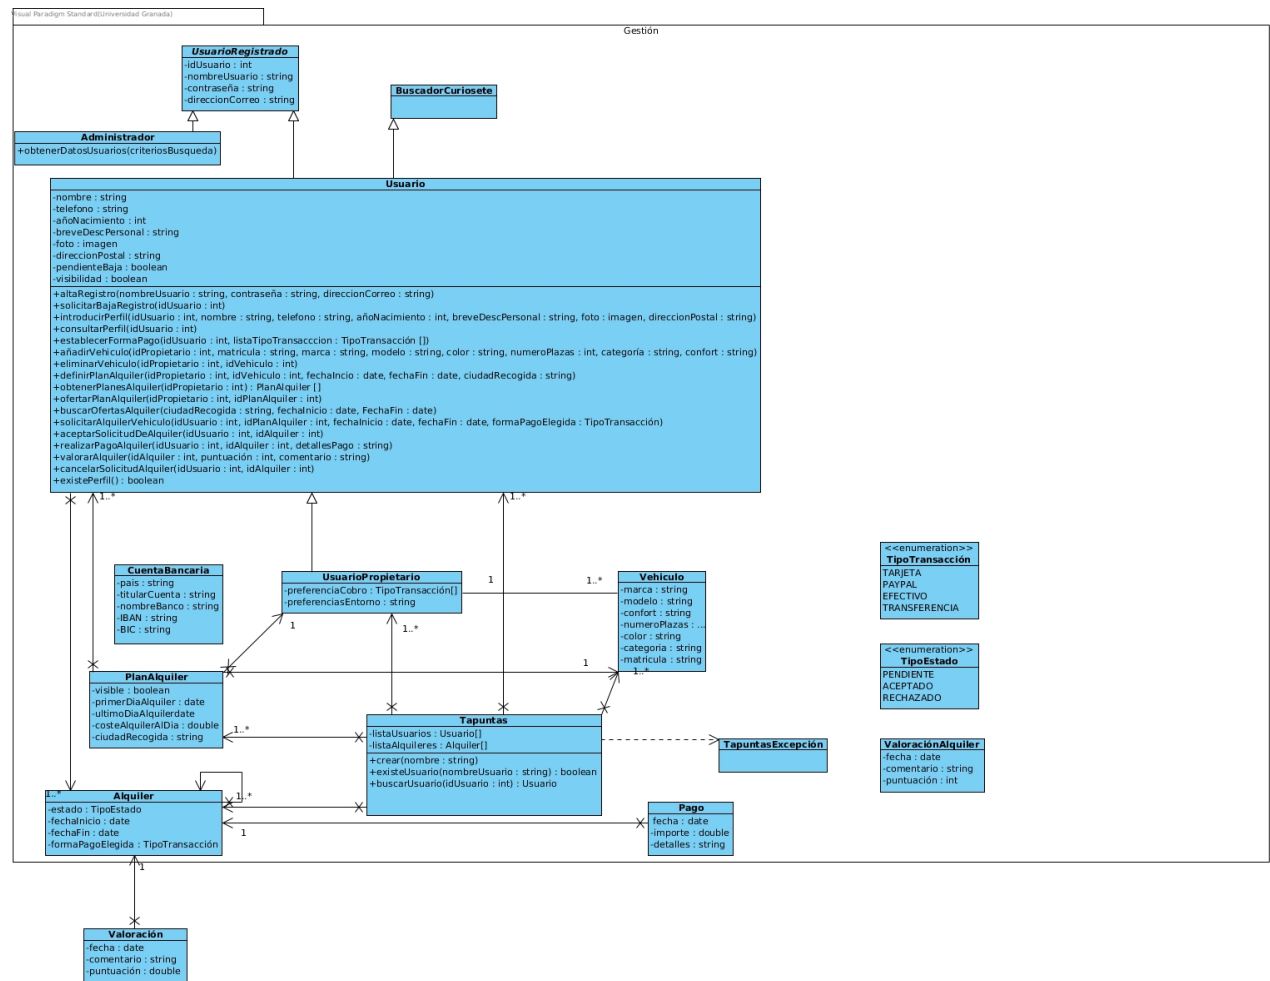 Visual Paradigm Standard(Universidad Granada)
Gestión
UsuarioRegistrado
-idUsuario : int
-nombreUsuario : string
-contraseña : string
-direccionCorreo : string
BuscadorCuriosete
Administrador
+obtenerDatosUsuarios(criteriosBusqueda)
Usuario
-nombre : string
-telefono : string
-añoNacimiento : int
-breveDescPersonal : string
-foto : imagen
-direccionPostal : string
-pendienteBaja : boolean
-visibilidad : boolean
+altaRegistro(nombreUsuario : string, contraseña : string, direccionCorreo : string)
+solicitarBajaRegistro(idUsuario : int)
+introducirPerfil(idUsuario : int, nombre : string, telefono : string, añoNacimiento : int, breveDescPersonal : string, foto : imagen, direccionPostal : string)
+consultarPerfil(idUsuario : int)
+establecerFormaPago(idUsuario : int, listaTipoTransacccion : TipoTransacción [])
+añadirVehiculo(idPropietario : int, matricula : string, marca : string, modelo : string, color : string, numeroPlazas : int, categoría : string, confort : string)
+eliminarVehiculo(idPropietario : int, idVehiculo : int)
+definirPlanAlquiler(idPropietario : int, idVehiculo : int, fechaIncio : date, fechaFin : date, ciudadRecogida : string)
+obtenerPlanesAlquiler(idPropietario : int) : PlanAlquiler []
+ofertarPlanAlquiler(idPropietario : int, idPlanAlquiler : int)
+buscarOfertasAlquiler(ciudadRecogida : string, fechaInicio : date, FechaFin : date)
+solicitarAlquilerVehiculo(idUsuario : int, idPlanAlquiler : int, fechaInicio : date, fechaFin : date, formaPagoElegida : TipoTransacción)
+aceptarSolicitudDeAlquiler(idUsuario : int, idAlquiler : int)
+realizarPagoAlquiler(idUsuario : int, idAlquiler : int, detallesPago : string)
+valorarAlquiler(idAlquiler : int, puntuación : int, comentario : string)
+cancelarSolicitudAlquiler(idUsuario : int, idAlquiler : int)
+existePerfil() : boolean
1..*
1..*
CuentaBancaria
-pais : string
-titularCuenta : string
-nombreBanco : string
-IBAN : string
-BIC : string
UsuarioPropietario
-preferenciaCobro : TipoTransacción[]
-preferenciasEntorno : string
1
1..*
Vehiculo
-marca : string
-modelo : string
-confort : string
-numeroPlazas : ...
-color : string
-categoria : string
-matricula : string
<<enumeration>>
TipoTransacción
TARJETA
PAYPAL
EFECTIVO
TRANSFERENCIA
1
1..*
1
1..*
<<enumeration>>
TipoEstado
PENDIENTE
ACEPTADO
RECHAZADO
PlanAlquiler
-visible : boolean
-primerDiaAlquiler : date
-ultimoDiaAlquilerdate
-costeAlquilerAlDia : double
-ciudadRecogida : string
1..*
Tapuntas
-listaUsuarios : Usuario[]
-listaAlquileres : Alquiler[]
+crear(nombre : string)
+existeUsuario(nombreUsuario : string) : boolean
+buscarUsuario(idUsuario : int) : Usuario
TapuntasExcepción
ValoraciónAlquiler
-fecha : date
-comentario : string
-puntuación : int
1..*
1..*
Alquiler
-estado : TipoEstado
-fechaInicio : date
-fechaFin : date
-formaPagoElegida : TipoTransacción
1
Pago
fecha : date
-importe : double
-detalles : string
1
Valoración
-fecha : date
-comentario : string
-puntuación : double